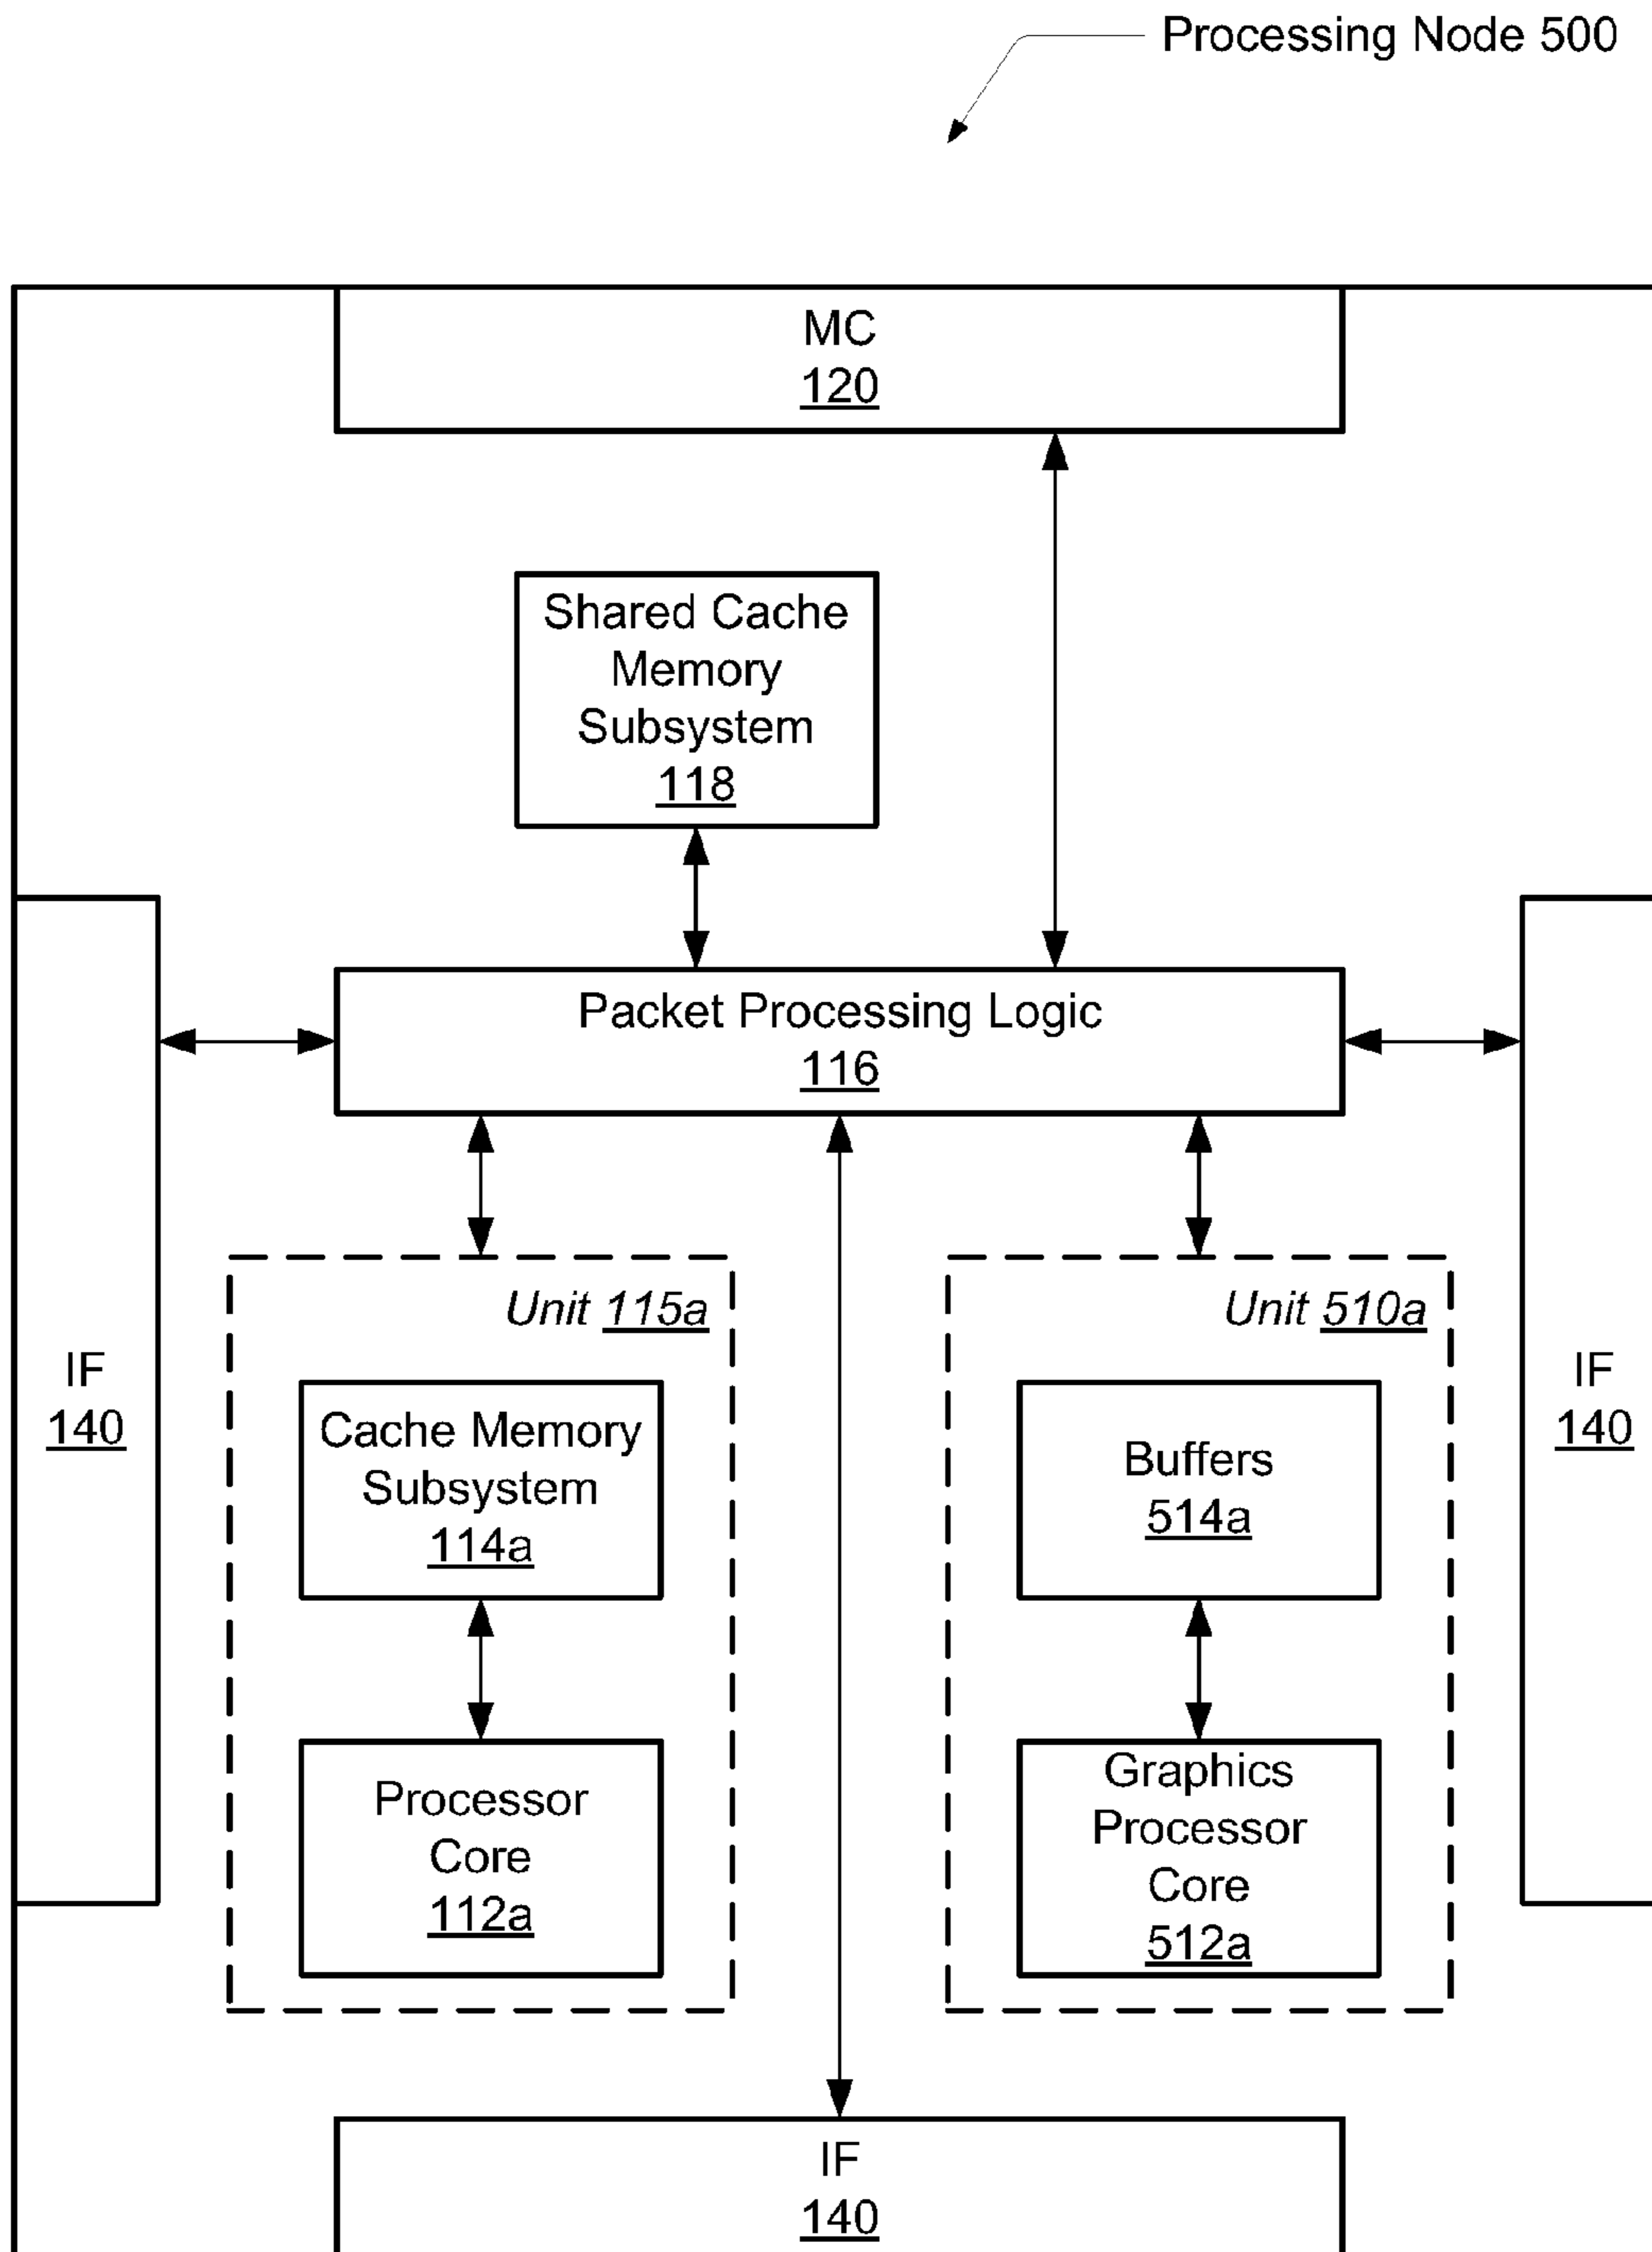 Processing Node 500
MC
120
Shared Cache
Memory
Subsystem
118
Packet Processing Logic
116
IF
140
Unit 115a
Cache Memory
Subsystem
114a
Processor
Core
112a
Unit 510a
Buffers
514a
Graphics
Processor
Core
512a
IF
140
IF
140